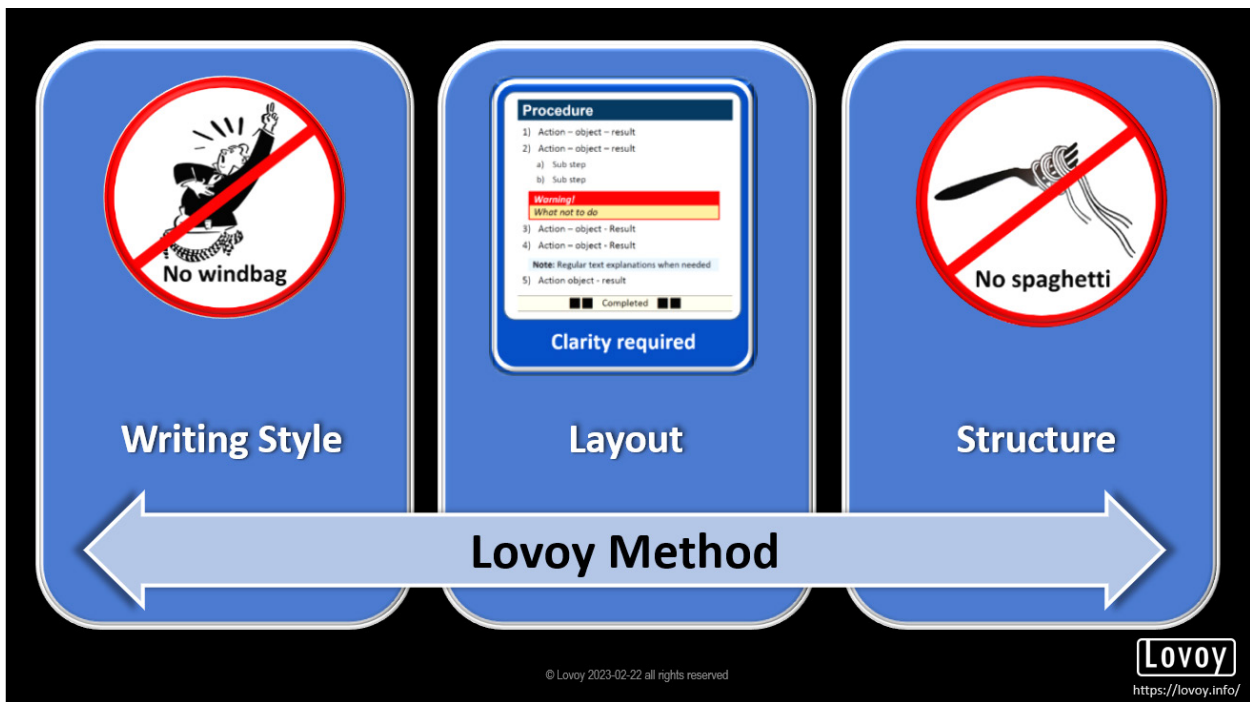 No windbag
Writing Style
Procedure
1) Action – object – result
2) Action – object – result
a) Sub step
b) Sub step
Warning!
What not to do
3) Action – object - Result
4) Action – object - Result
Note: Regular text explanations when needed
5) Action object - result
Completed
Clarity required
Layout
No spaghetti
Structure
Lovoy Method
© Lovoy 2023-02-22 all rights reserved
Lovoy
https://lovoy.info/